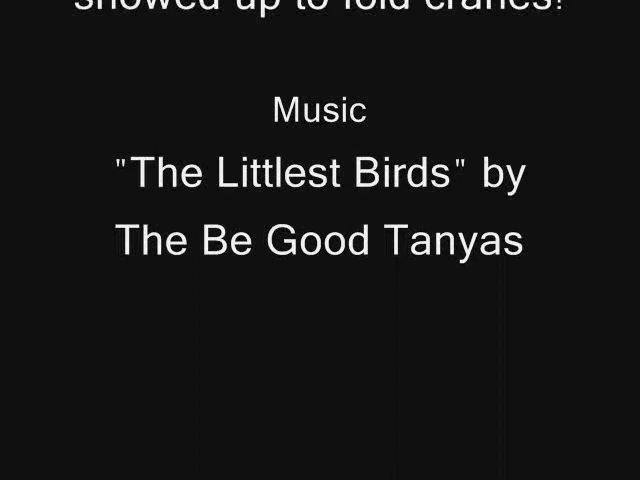 showed up to fold cranes!
Music
"The Littlest Birds" by
The Be Good Tanyas